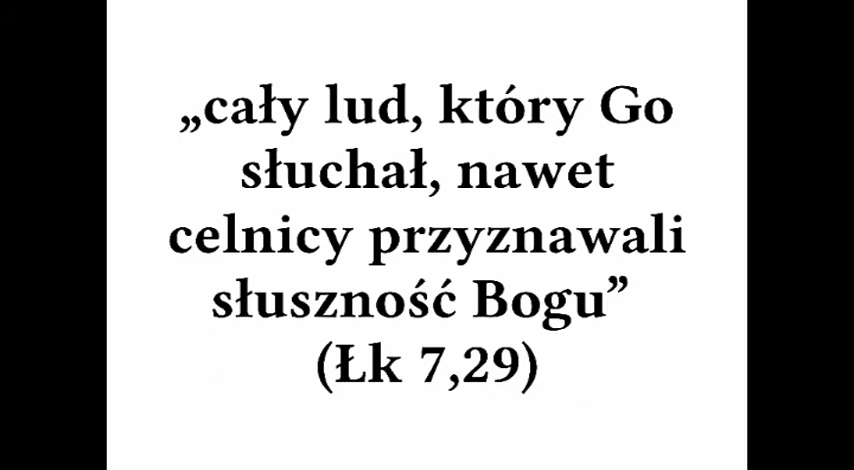 „cały lud, który Go
słuchał, nawet
celnicy przyznawali
słuszność Bogu”
(Łk 7,29)